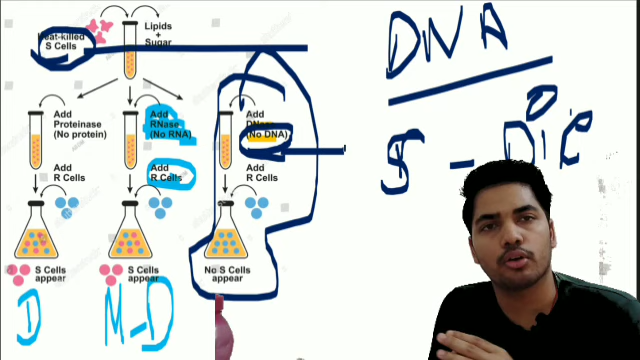 Heat-killed
S Cells
Lipids
+
Sugar
Add
Proteinase
(No protein)
Add
RNase
(No RNA)
Add
DNase
(No DNA)
Add
R Cells
Add
R Cells
Add
R Cells
S Cells
appear
S Cells
appear
No S Cells
appear
D
M-D
DNA
S - Die